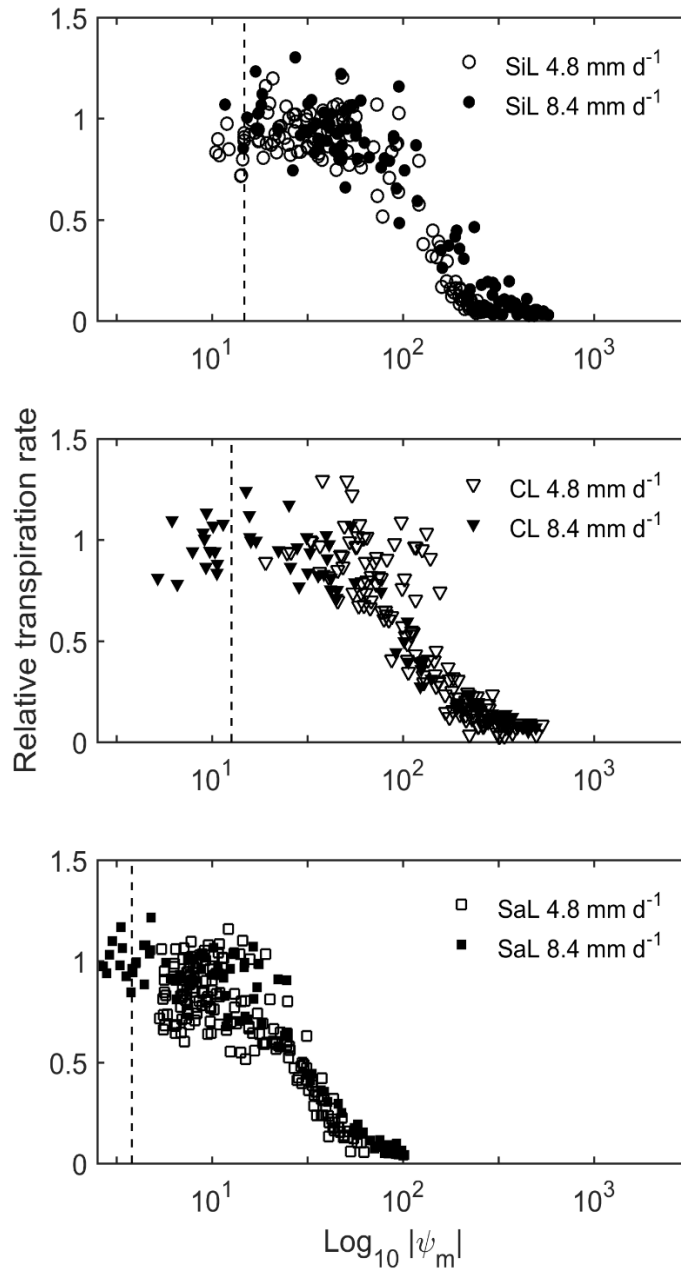 1.5
SiL 4.8 mm d⁻¹
SiL 8.4 mm d⁻¹
1
0.5
0
10¹ 10² 10³
Relative transpiration rate
1.5
CL 4.8 mm d⁻¹
CL 8.4 mm d⁻¹
1
0.5
0
10¹ 10² 10³
1.5
SaL 4.8 mm d⁻¹
SaL 8.4 mm d⁻¹
1
0.5
0
10¹ 10² 10³
Log₁₀ |ψₘ|